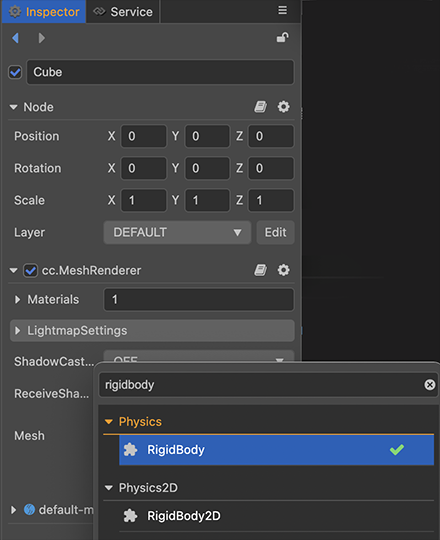 Inspector Service
Cube
Node
Position X 0 Y 0 Z 0
Rotation X 0 Y 0 Z 0
Scale X 1 Y 1 Z 1
Layer DEFAULT Edit
cc.MeshRenderer
Materials 1
LightmapSettings
ShadowCast... OFF
rigidbody
ReceiveSha...
Physics
Mesh RigidBody
Physics2D
default-m
RigidBody2D